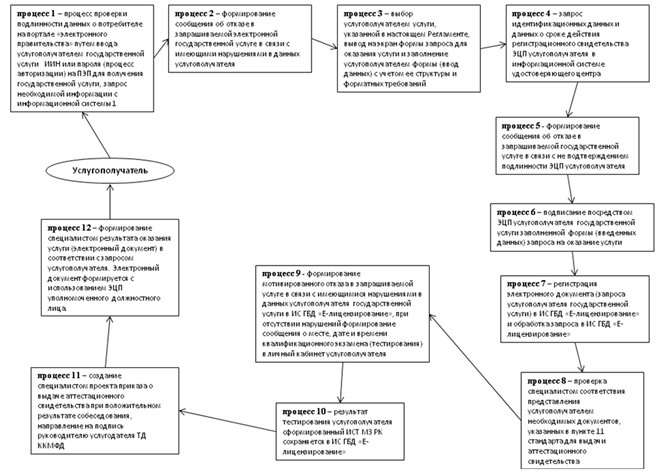 процесс 1 – процесс проверки
подлинности данных о потребителе
на портале «электронного
правительства» путем ввода
услугополучателем государственной
услуги ИИН или пароля (процесс
авторизации) на ПЭП для получения
государственной услуги, запрос
необходимой информации с
информационной системы 1
процесс 2 – формирование
сообщения об отказе в
запрашиваемой электронной
государственной услуге в связи с
имеющими нарушениями в данных
услугополучателя
процесс 3 – выбор
услугополучателем услуги,
указанной в настоящем Регламенте,
вывод на экран формы запроса для
оказания услуги и заполнение
услугополучателем формы (ввод
данных) с учетом ее структуры и
форматных требований
процесс 4 – запрос
идентификационных данных и
данных о сроке действия
регистрационного свидетельства
ЭЦП услугополучателя в
информационной системе
удостоверяющего центра
процесс 5 - формирование
сообщения об отказе в
запрашиваемой государственной
услуге в связи с не подтверждением
подлинности ЭЦП услугополучателя
процесс 6 – подписание посредством
ЭЦП услугополучателя государственной
услуги заполненной формы (введенных
данных) запроса на оказание услуги
процесс 7 – регистрация
электронного документа (запроса
услугополучателя государственной
услуги) в ИС ГБД «Е-лицензирование»
и обработка запроса в ИС ГБД «Е-
лицензирование»
процесс 8 – проверка
специалистом соответствия
представления
услугополучателем
необходимых документов,
указанных в пункте 11
стандарта для выдачи
аттестационного
свидетельства
процесс 9 - формирование
мотивированного отказа в запрашиваемой
услуге в связи с имеющимися нарушениями в
данных услугополучателя государственной
услуги в ИС ГБД «Е-лицензирование», при
отсутствии нарушений формирование
сообщения о месте, дате и времени
квалификационного экзамена (тестирования)
в личный кабинет услугополучателя
процесс 10 – результат
тестирования услугополучателя
сформированный ИСТ МЗ РК
сохраняется в ИС ГБД «Е-
лицензирование»
процесс 11 – создание
специалистом проекта приказа о
выдаче аттестационного
свидетельства при положительном
результате собеседования,
направление на подпись
руководителю услугодателя ТД
ККМФД
процесс 12 – формирование
специалистом результата оказания
услуги (электронный документ) в
соответствии с запросом
услугополучателя. Электронный
документ формируется с
использованием ЭЦП
уполномоченного должностного
лица.
Услугополучатель